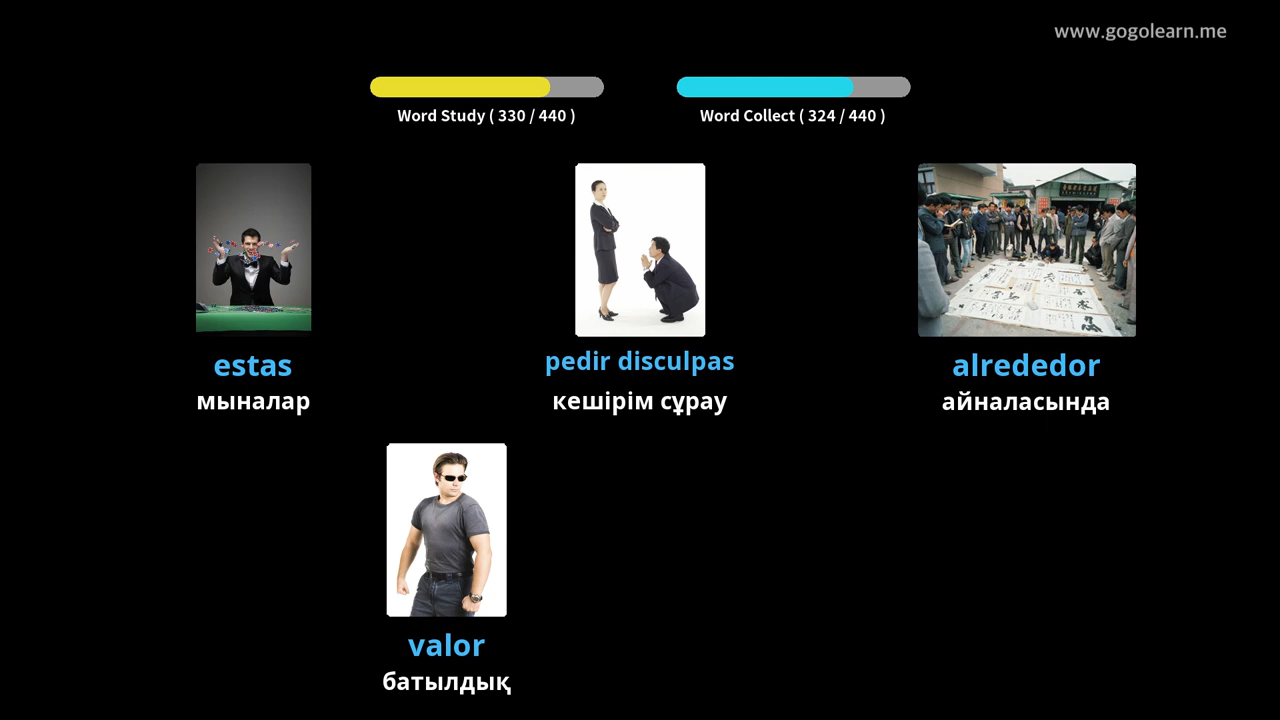 www.gogolearn.me
Word Study ( 330 / 440 )
Word Collect ( 324 / 440 )
estas
мыналар
pedir disculpas
кешірім сұрау
alrededor
айналасында
valor
батылдық